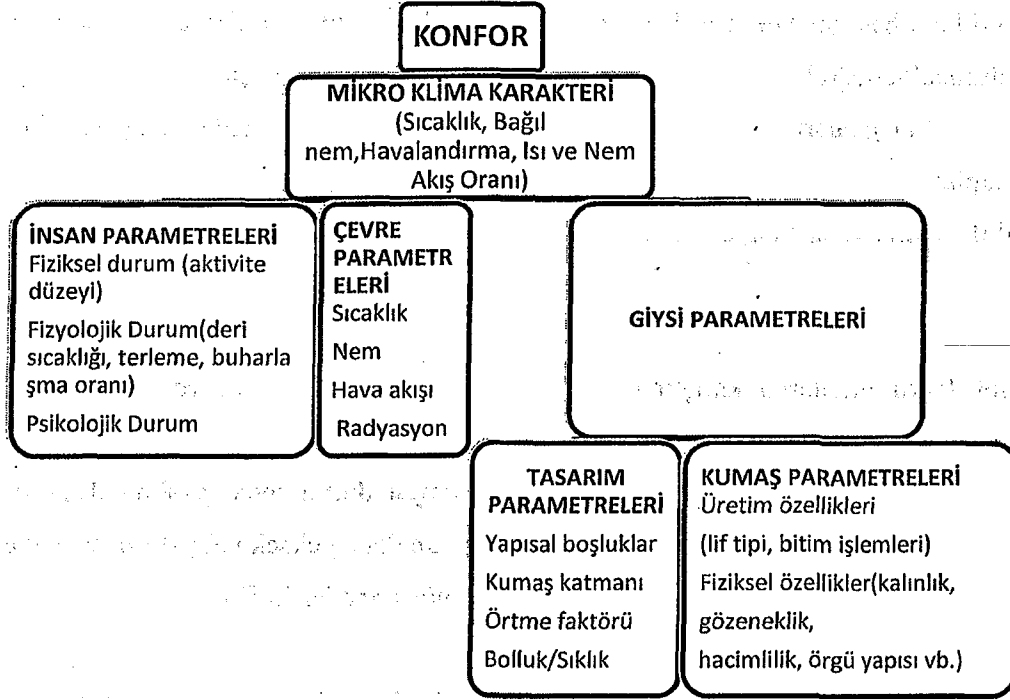 KONFOR
MİKRO KLİMA KARAKTERİ
(Sıcaklık, Bağıl
nem,Havalandırma, Isı ve Nem
Akış Oranı)
İNSAN PARAMETRELERİ
Fiziksel durum (aktivite
düzeyi)
Fizyolojik Durum(deri
sıcaklığı, terleme, buharla
şma oranı)
Psikolojik Durum
ÇEVRE
PARAMETR
ELERİ
Sıcaklık
Nem
Hava akışı
Radyasyon
GİYSİ PARAMETRELERİ
TASARIM
PARAMETRELERİ
Yapısal boşluklar
Kumaş katmanı
Örtme faktörü
Bolluk/Sıklık
KUMAŞ PARAMETRELERİ
Üretim özellikleri
(lif tipi, bitim işlemleri)
Fiziksel özellikler(kalınlık,
gözeneklik,
hacimlilik, örgü yapısı vb.)